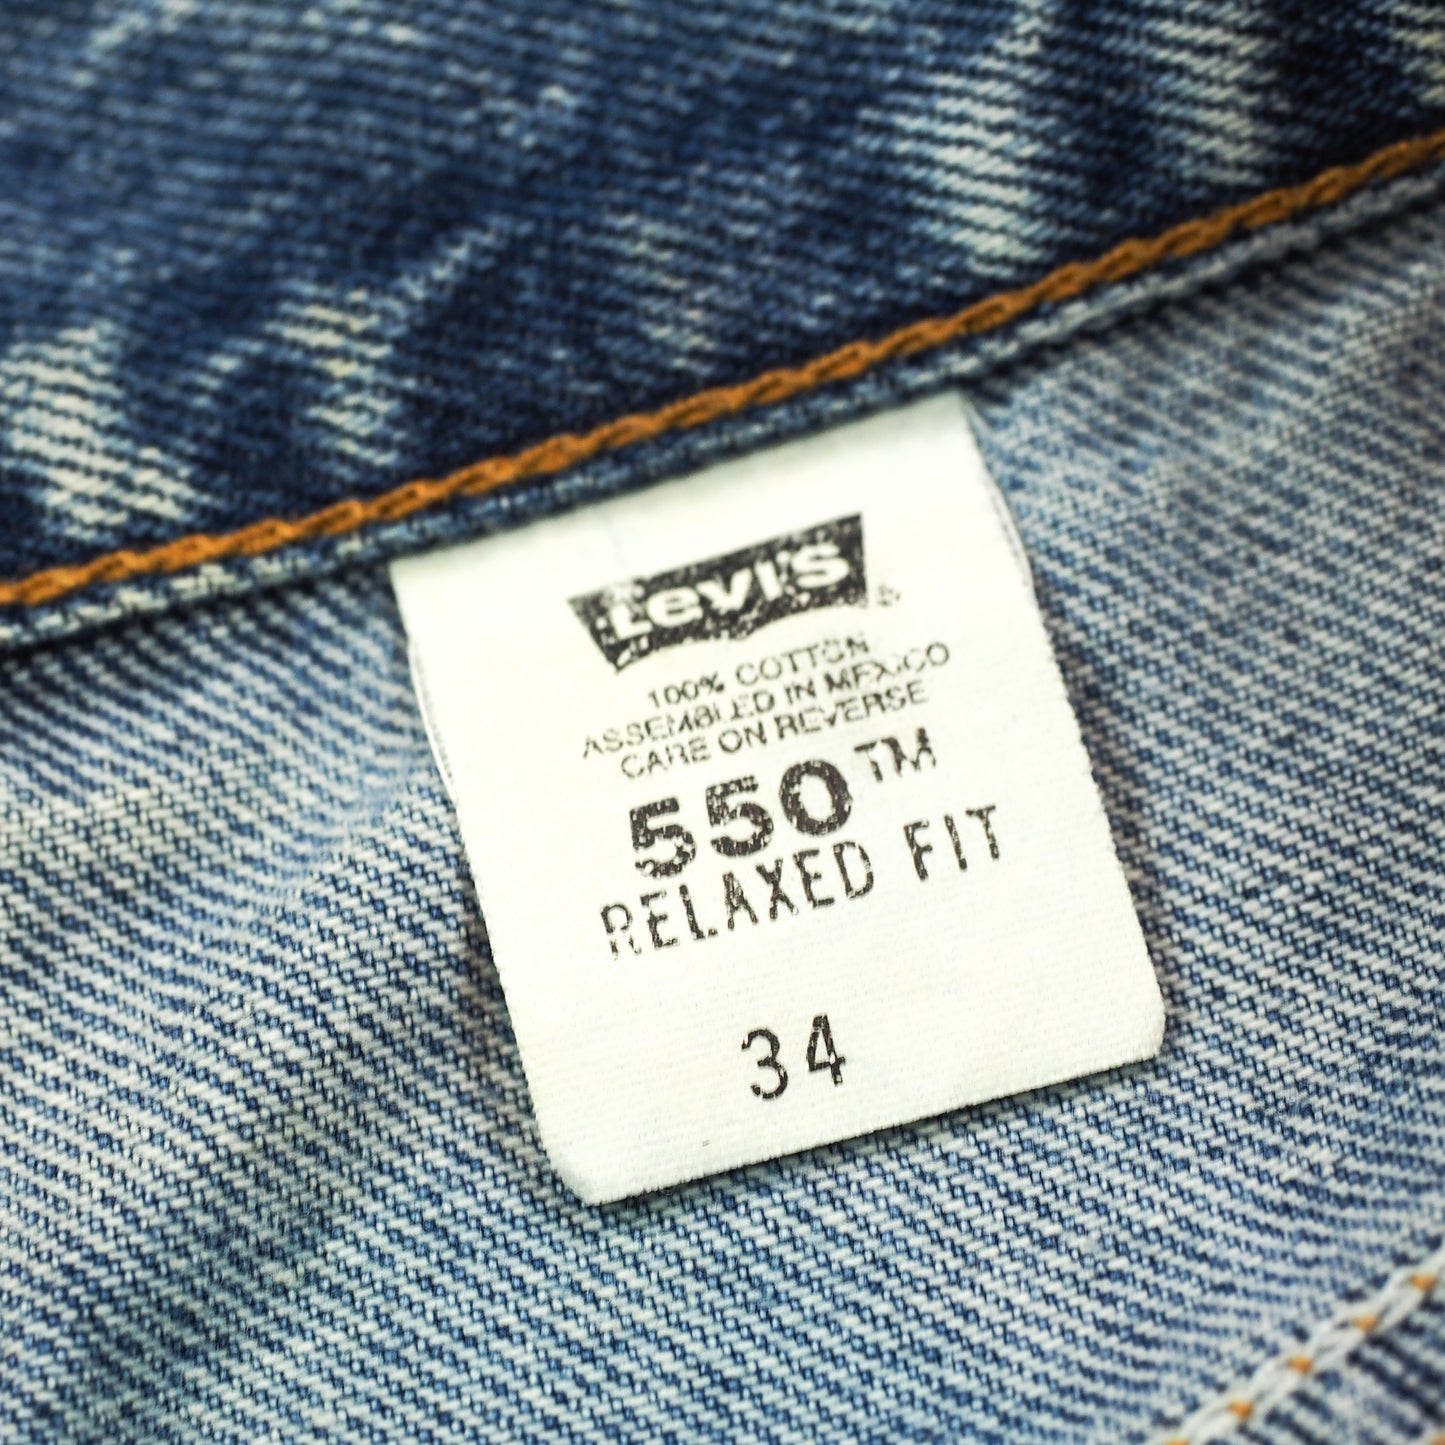 Levi's
100% COTTON
ASSEMBLED IN MEXICO
CARE ON REVERSE
550™
RELAXED FIT
34